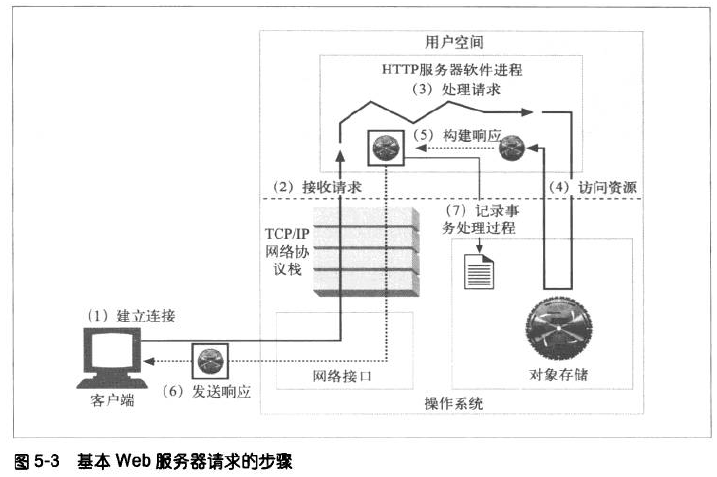 用户空间
HTTP服务器软件进程
（3）处理请求
（5）构建响应
（2）接收请求
（4）访问资源
（7）记录事
务处理过程
TCP/IP
网络协
议栈
（1）建立连接
（6）发送响应
客户端
网络接口
对象存储
操作系统
图 5-3 基本 Web 服务器请求的步骤